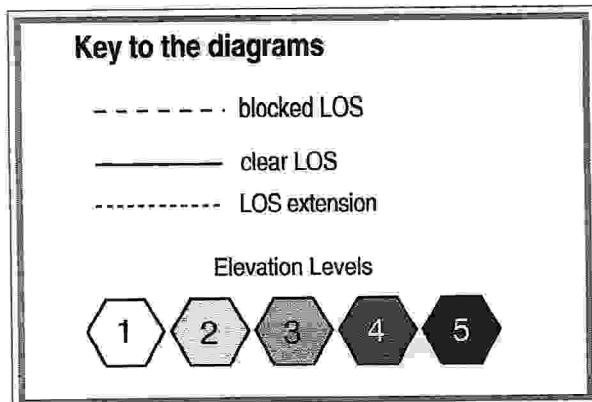 Key to the diagrams
blocked LOS
clear LOS
LOS extension
Elevation Levels
1 2 3 4 5